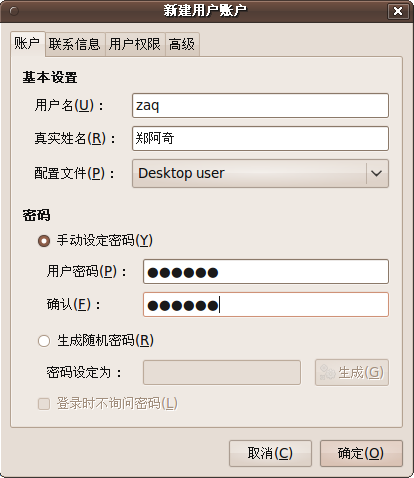 新建用户账户
账户 联系信息 用户权限 高级
基本设置
用户名(U)： zaq
真实姓名(R)： 郑阿奇
配置文件(P)： Desktop user
密码
手动设定密码(Y)
用户密码(P)： ●●●●●●
确认(F)： ●●●●●●
生成随机密码(R)
密码设定为： 生成(G)
登录时不询问密码(L)
取消(C) 确定(O)